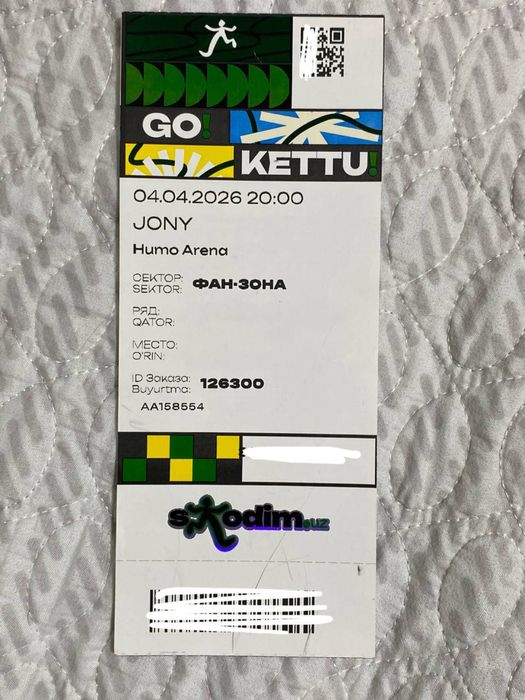 GO!
KETTU!
04.04.2026 20:00
JONY
Humo Arena
СЕКТОР:
SEKTOR: ФАН-ЗОНА
РЯД:
QATOR:
МЕСТО:
O'RIN:
ID Заказа: 126300
Buyurtma:
AA158554
skodim.uz